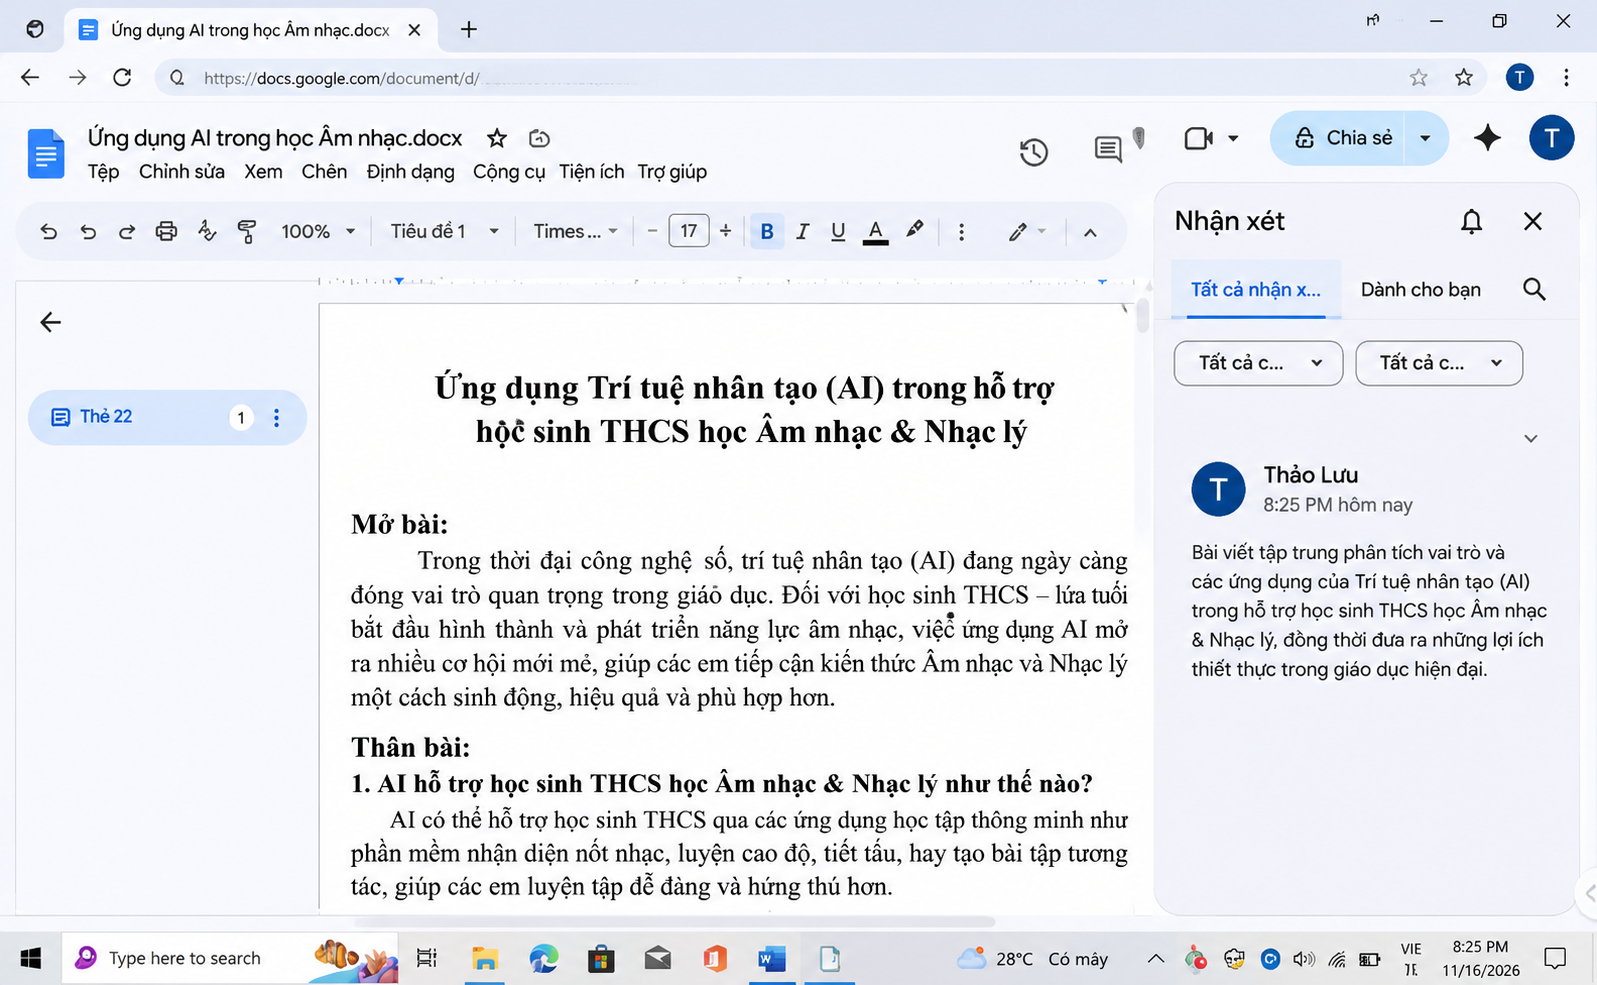 Ứng dụng AI trong học Âm nhạc.docx
https://docs.google.com/document/d/
T
Ứng dụng AI trong học Âm nhạc.docx
Tệp Chỉnh sửa Xem Chên Định dạng Cộng cụ Tiện ích Trợ giúp
Chia sẻ
T
100% Tiêu đề 1 Times ... − 17 + B I U A
Thẻ 22 1
Ứng dụng Trí tuệ nhân tạo (AI) trong hỗ trợ
học sinh THCS học Âm nhạc & Nhạc lý
Mở bài:
Trong thời đại công nghệ số, trí tuệ nhân tạo (AI) đang ngày càng
đóng vai trò quan trọng trong giáo dục. Đối với học sinh THCS – lứa tuổi
bắt đầu hình thành và phát triển năng lực âm nhạc, việc ứng dụng AI mở
ra nhiều cơ hội mới mẻ, giúp các em tiếp cận kiến thức Âm nhạc và Nhạc lý
một cách sinh động, hiệu quả và phù hợp hơn.
Thân bài:
1. AI hỗ trợ học sinh THCS học Âm nhạc & Nhạc lý như thế nào?
AI có thể hỗ trợ học sinh THCS qua các ứng dụng học tập thông minh như
phần mềm nhận diện nốt nhạc, luyện cao độ, tiết tấu, hay tạo bài tập tương
tác, giúp các em luyện tập dễ đàng và hứng thú hơn.
Nhận xét
Tất cả nhận x... Dành cho bạn
Tất cả c... Tất cả c...
T
Thảo Lưu
8:25 PM hôm nay
Bài viết tập trung phân tích vai trò và
các ứng dụng của Trí tuệ nhân tạo (AI)
trong hỗ trợ học sinh THCS học Âm nhạc
& Nhạc lý, đồng thời đưa ra những lợi ích
thiết thực trong giáo dục hiện đại.
Type here to search
28°C Có mây
VIE
8:25 PM
11/16/2026